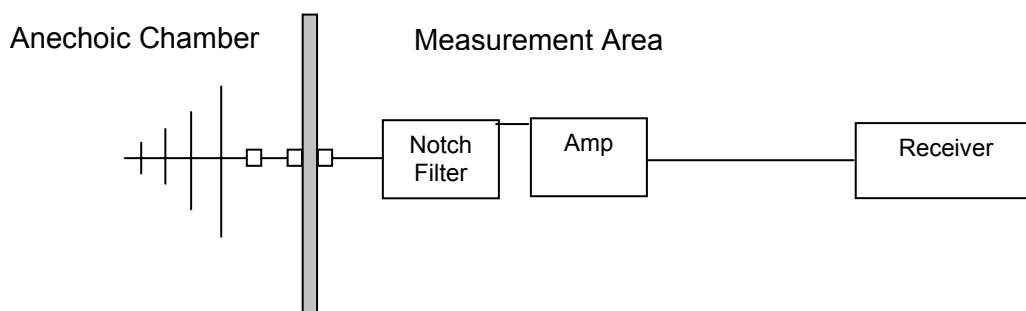 Anechoic Chamber
Measurement Area
Notch
Filter
Amp
Receiver